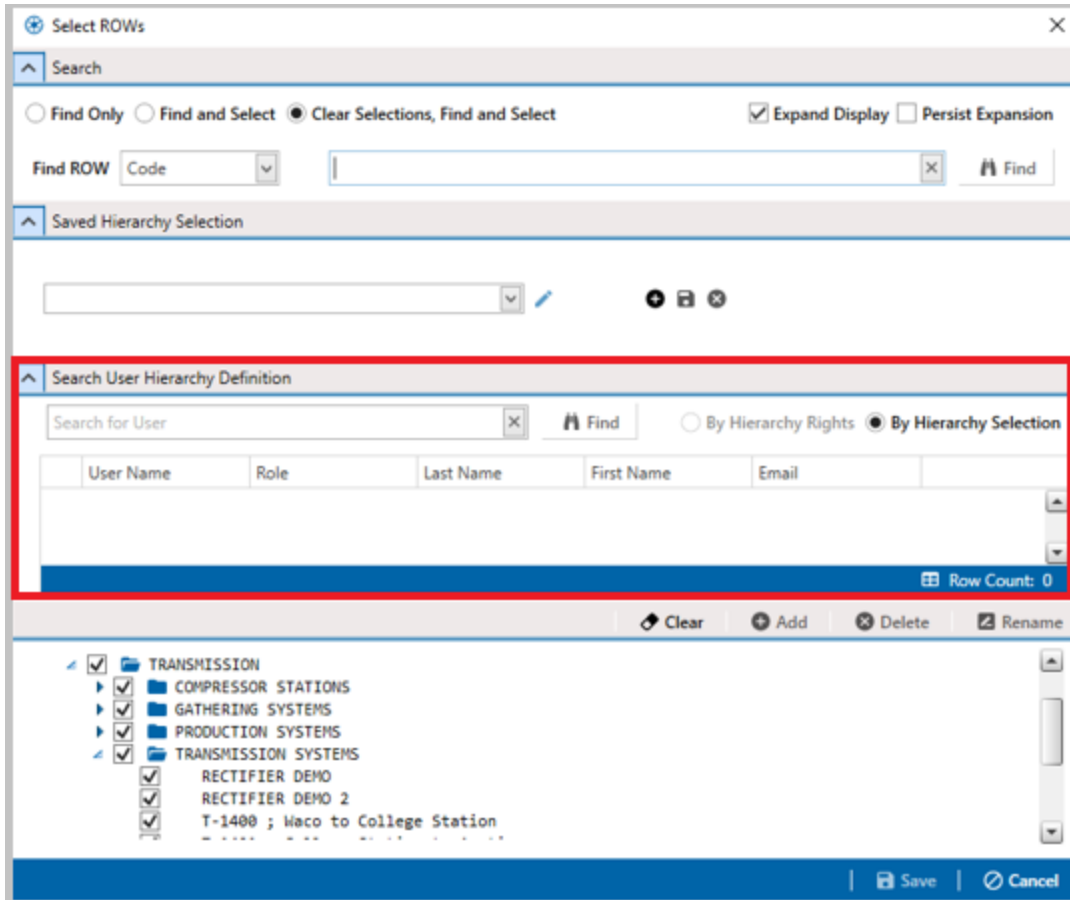 Select ROWs
Search
Find Only Find and Select Clear Selections, Find and Select Expand Display Persist Expansion
Find ROW Code Find
Saved Hierarchy Selection
Search User Hierarchy Definition
Search for User Find By Hierarchy Rights By Hierarchy Selection
User Name Role Last Name First Name Email
Row Count: 0
Clear Add Delete Rename
TRANSMISSION
COMPRESSOR STATIONS
GATHERING SYSTEMS
PRODUCTION SYSTEMS
TRANSMISSION SYSTEMS
RECTIFIER DEMO
RECTIFIER DEMO 2
T-1400 ; Waco to College Station
Save Cancel